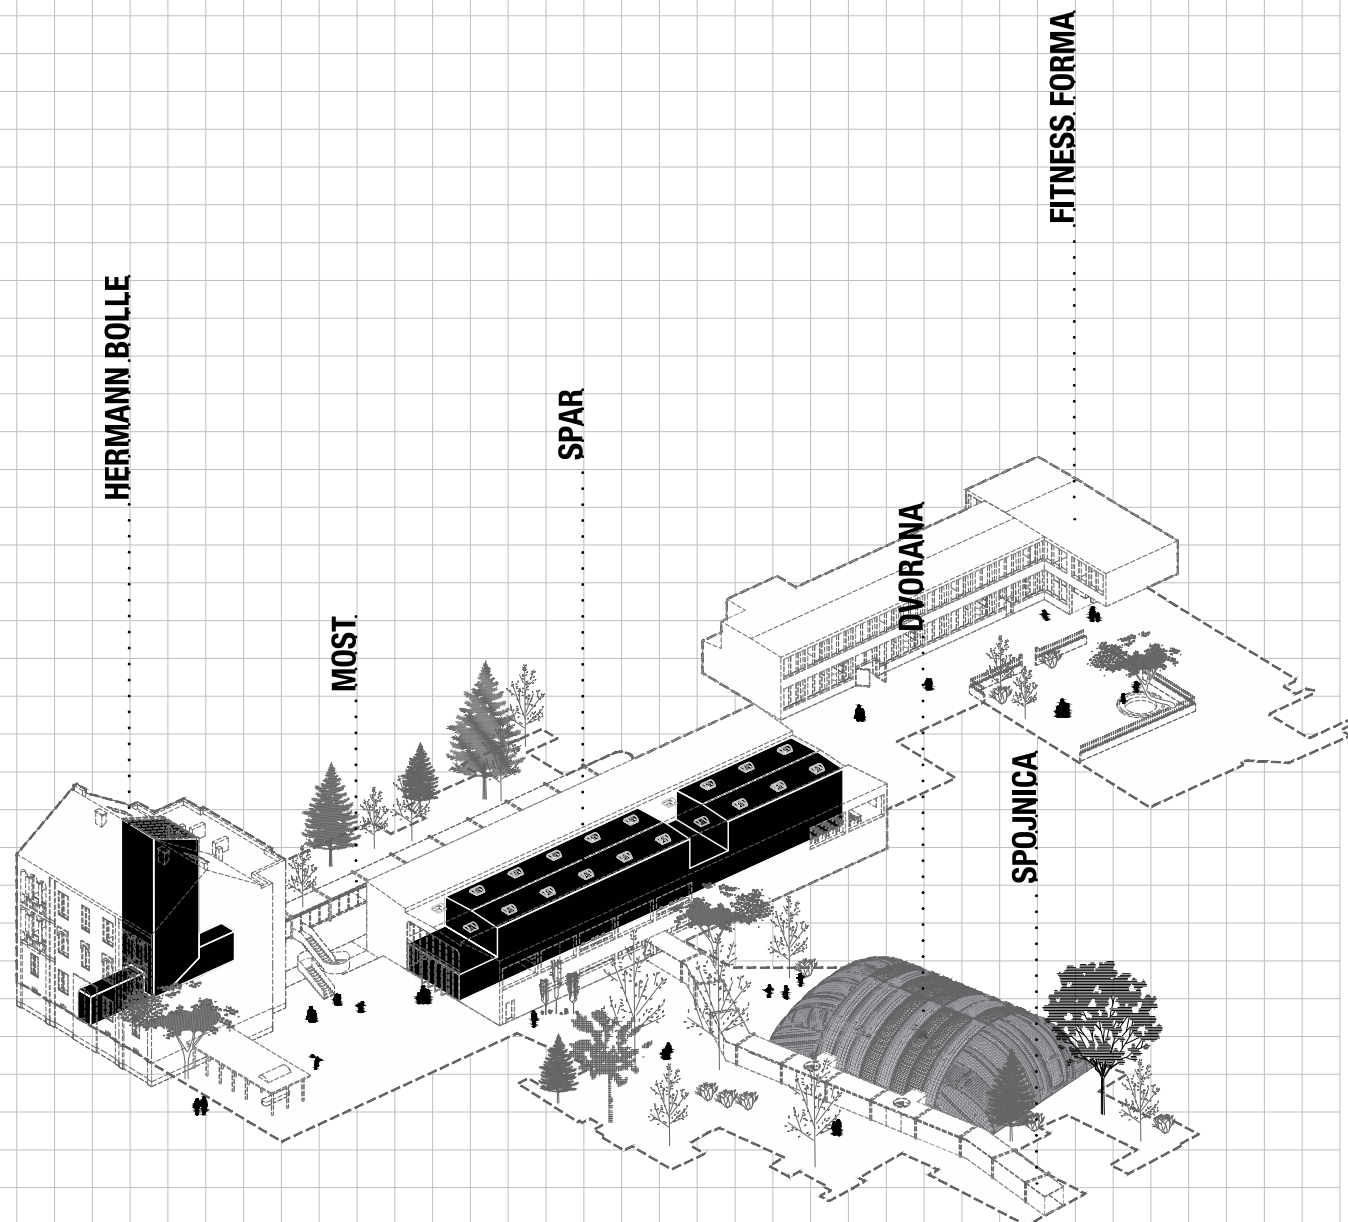 HERMANN BOLLE
MOST
SPAR
DVORANA
SPOJNICA
FITNESS FORMA